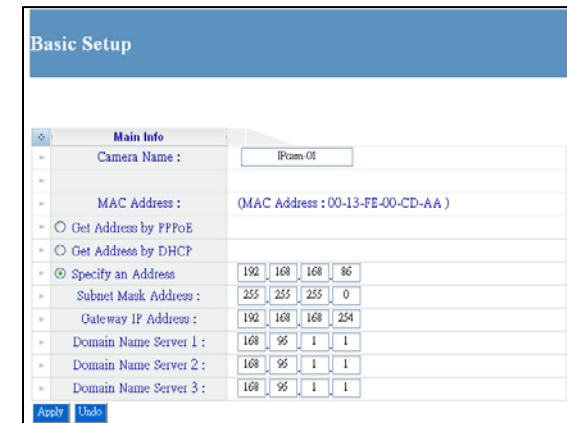 Basic Setup
Main Info
Camera Name : IPcam-01
MAC Address : (MAC Address : 00-13-FE-00-CD-AA )
Get Address by PPPoE
Get Address by DHCP
Specify an Address 192 . 168 . 168 . 86
Subnet Mask Address : 255 . 255 . 255 . 0
Gateway IP Address : 192 . 168 . 168 . 254
Domain Name Server 1 : 168 . 95 . 1 . 1
Domain Name Server 2 : 168 . 95 . 1 . 1
Domain Name Server 3 : 168 . 95 . 1 . 1
Apply Undo